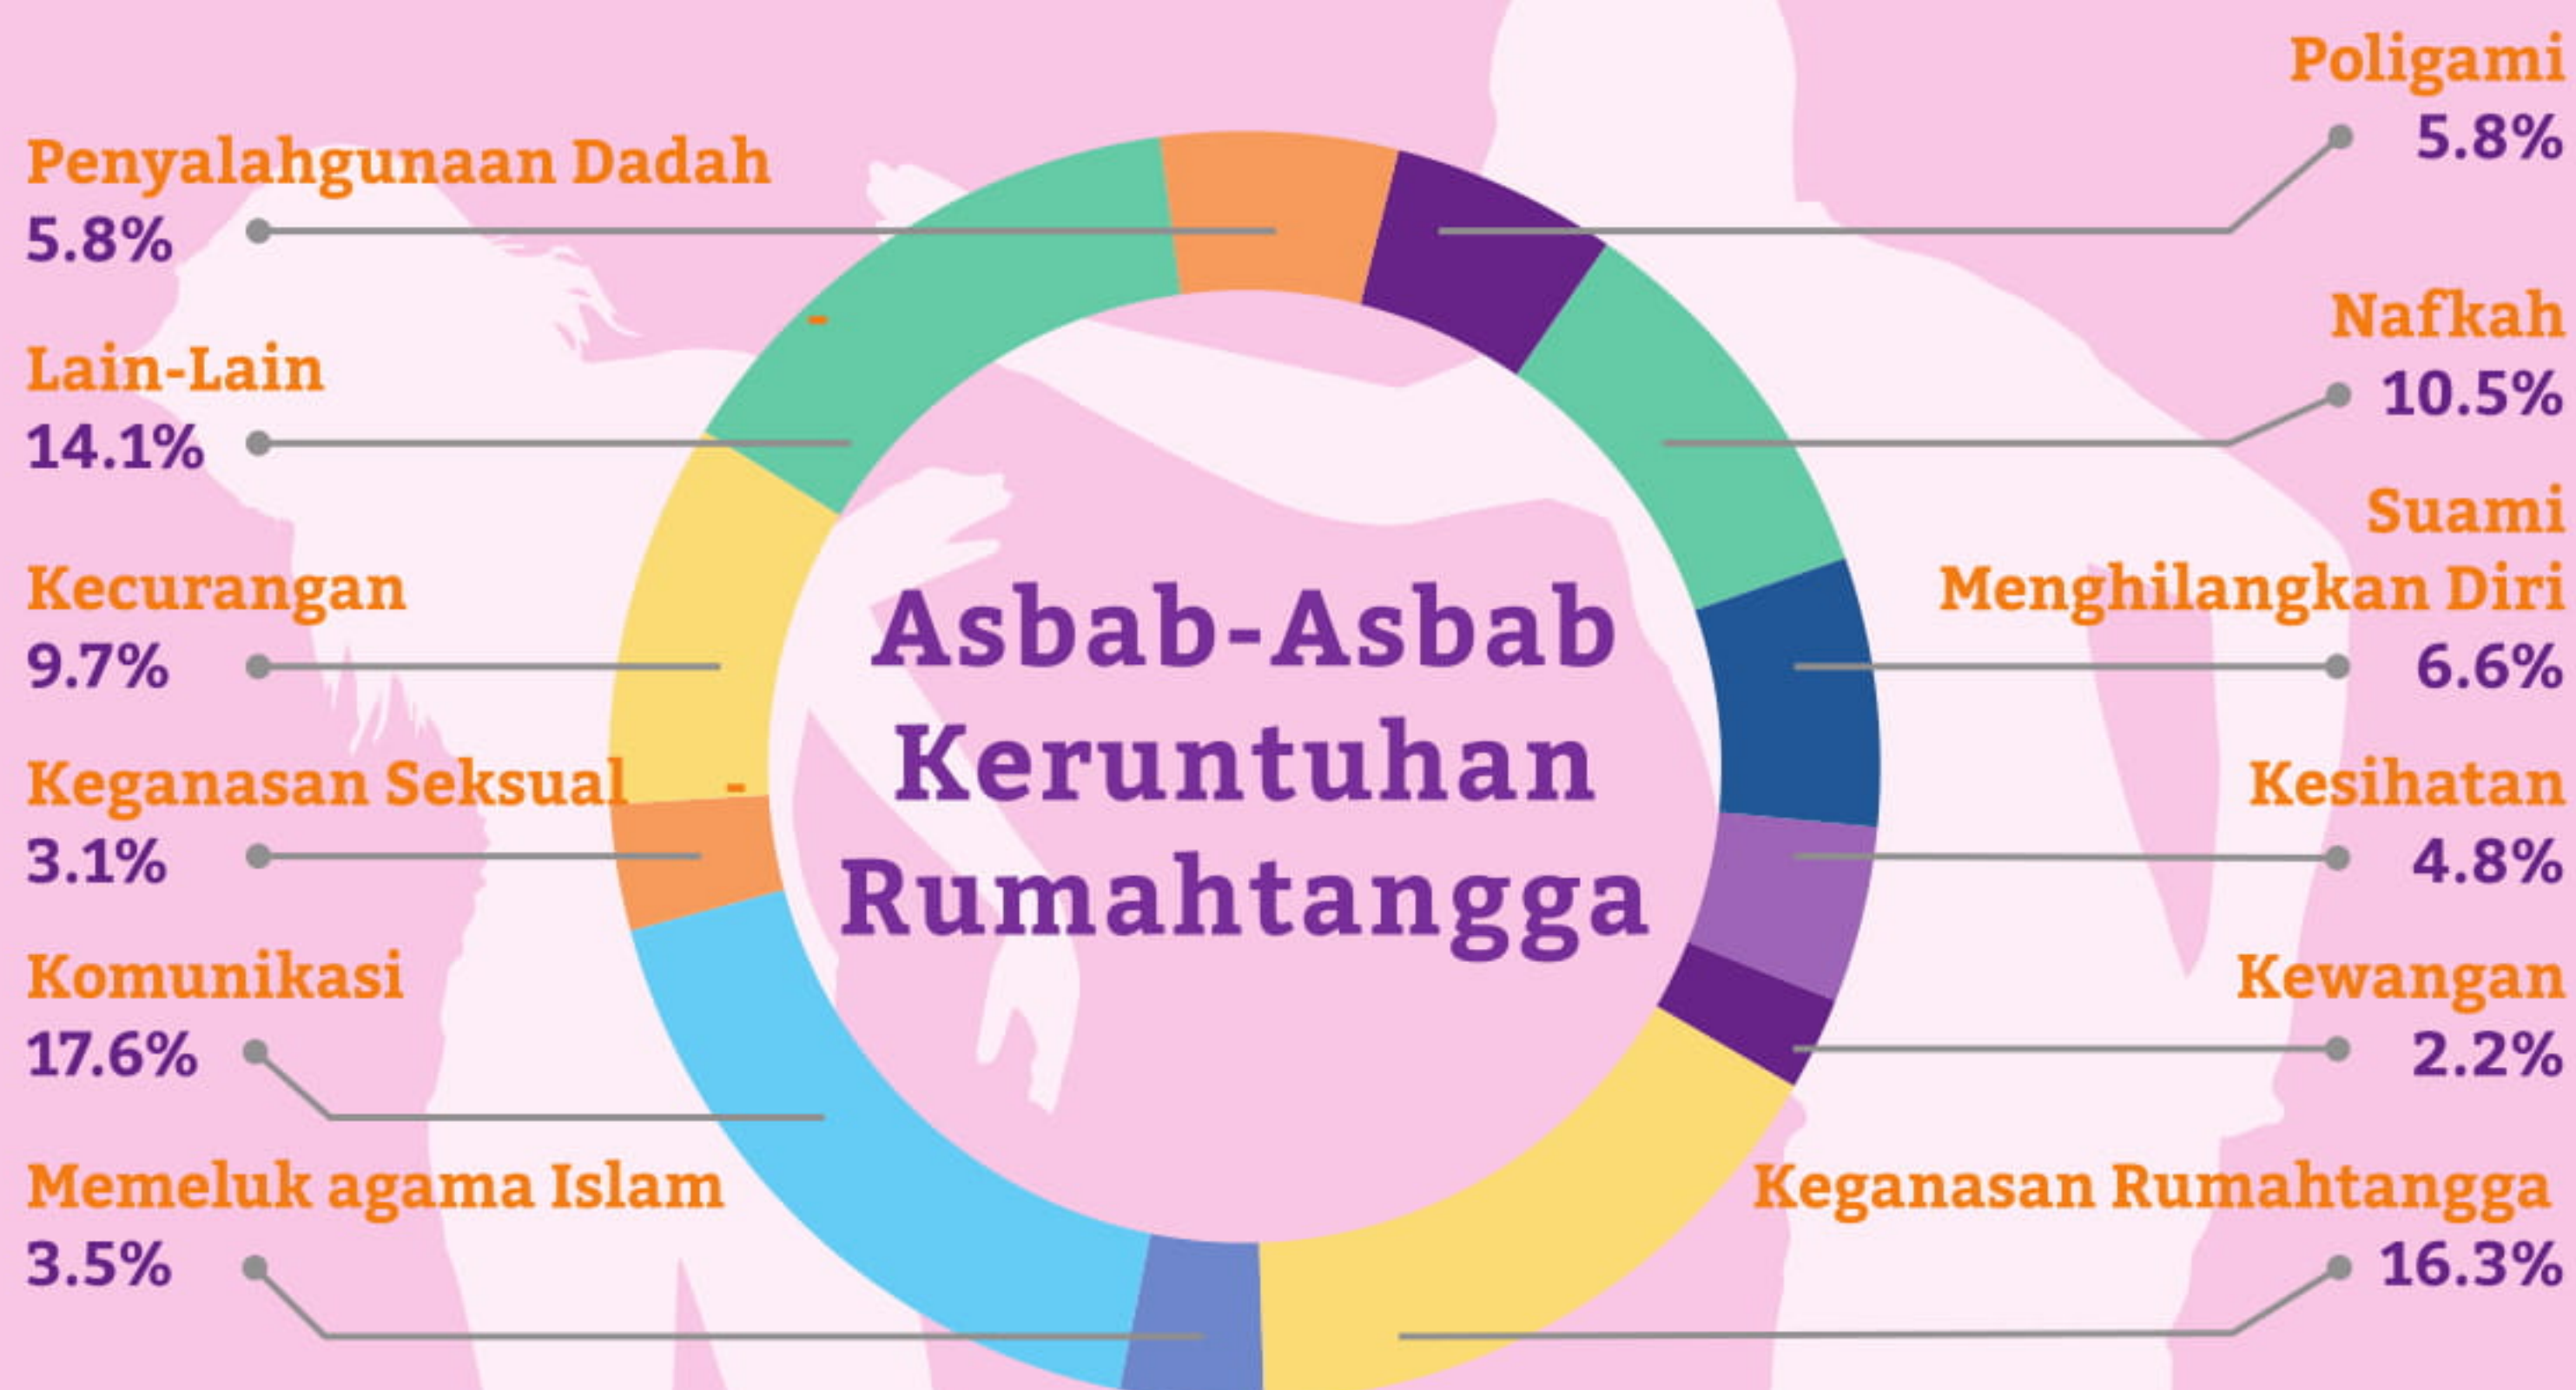 Poligami
5.8%
Penyalahgunaan Dadah
5.8%
Nafkah
10.5%
Lain-Lain
14.1%
Suami
Menghilangkan Diri
6.6%
Kecurangan
9.7%
Asbab-Asbab
Keruntuhan
Rumahtangga
Keganasan Seksual
3.1%
Kesihatan
4.8%
Komunikasi
17.6%
Kewangan
2.2%
Memeluk agama Islam
3.5%
Keganasan Rumahtangga
16.3%